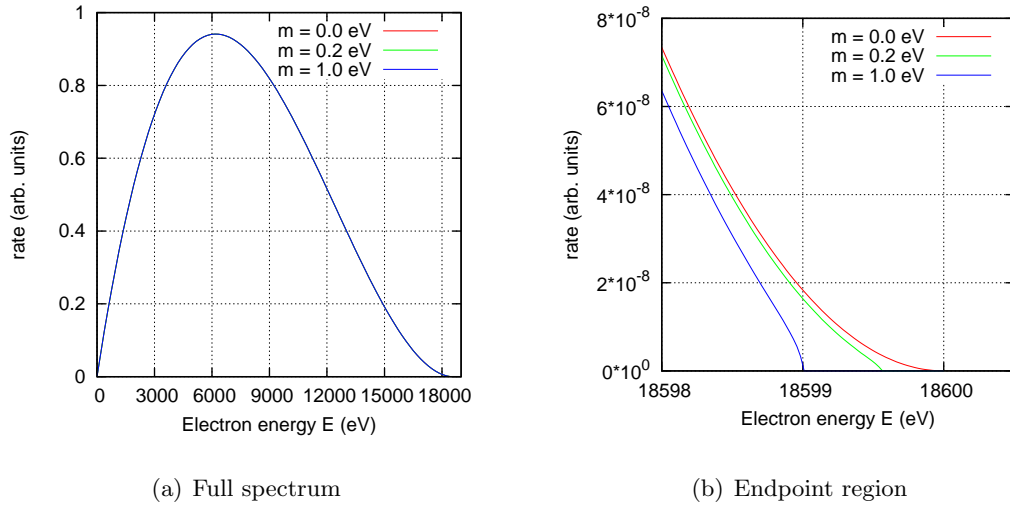 1
0.8
0.6
0.4
0.2
0
rate (arb. units)
m = 0.0 eV
m = 0.2 eV
m = 1.0 eV
0 3000 6000 9000 12000 15000 18000
Electron energy E (eV)
(a) Full spectrum
8*10^-8
6*10^-8
4*10^-8
2*10^-8
0*10^0
rate (arb. units)
m = 0.0 eV
m = 0.2 eV
m = 1.0 eV
18598 18599 18600
Electron energy E (eV)
(b) Endpoint region